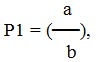 a
P1 = (——),
b